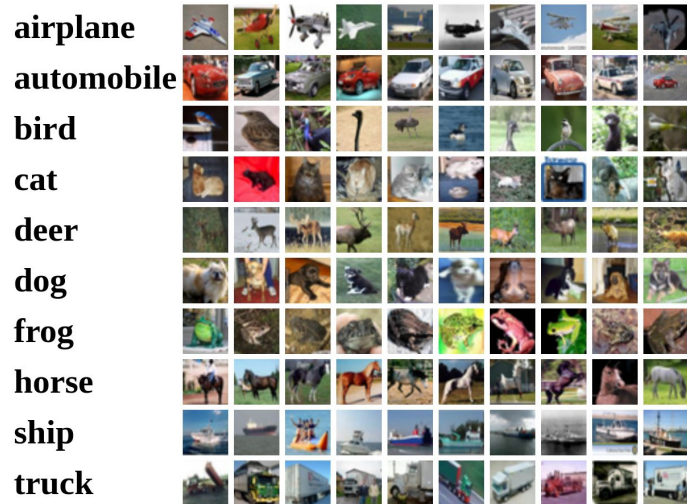 airplane
automobile
bird
cat
deer
dog
frog
horse
ship
truck